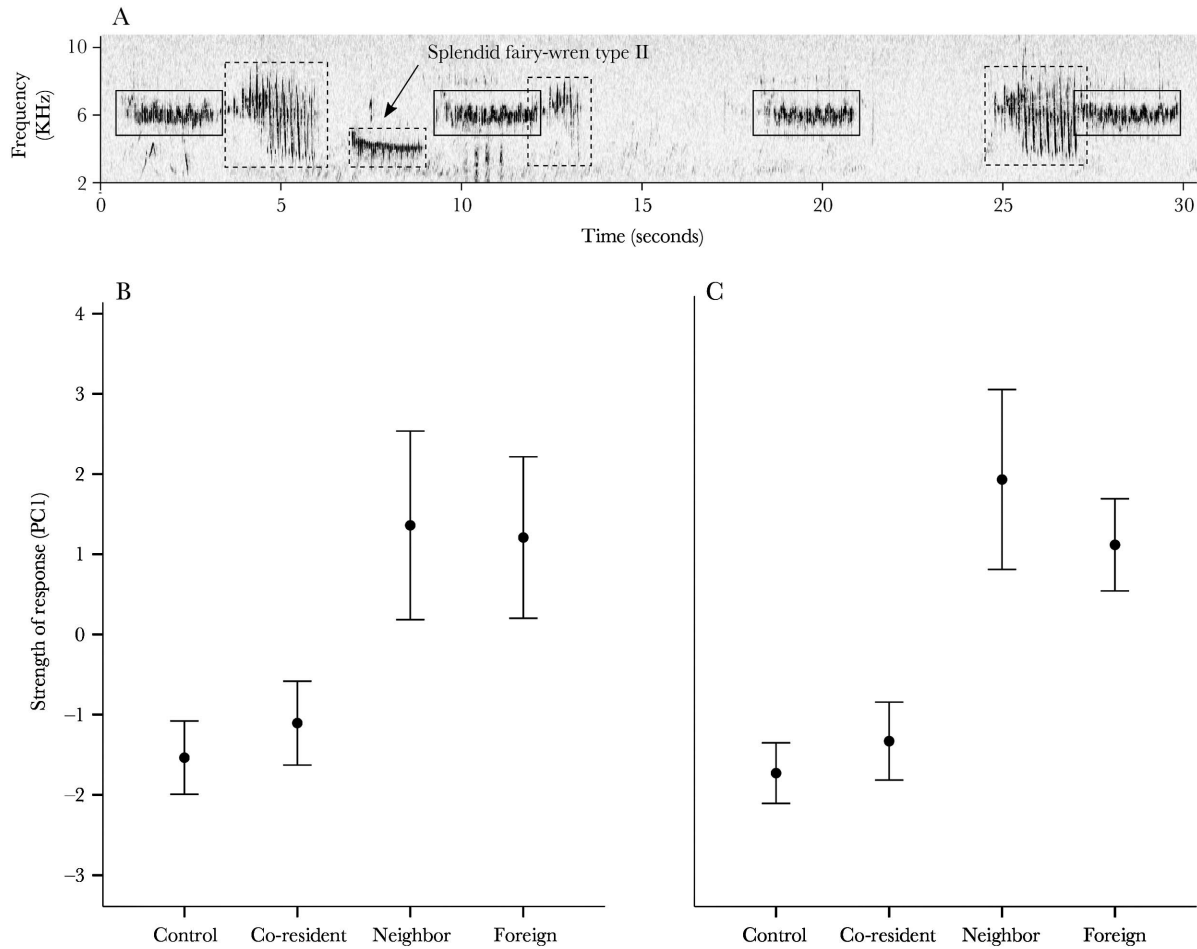 A
Splendid fairy-wren type II
Frequency
(KHz)
10
6
2
0 5 10 15 20 25 30
Time (seconds)
B
C
Strength of response (PC1)
4
3
2
1
0
–1
–2
–3
Control Co-resident Neighbor Foreign
Control Co-resident Neighbor Foreign